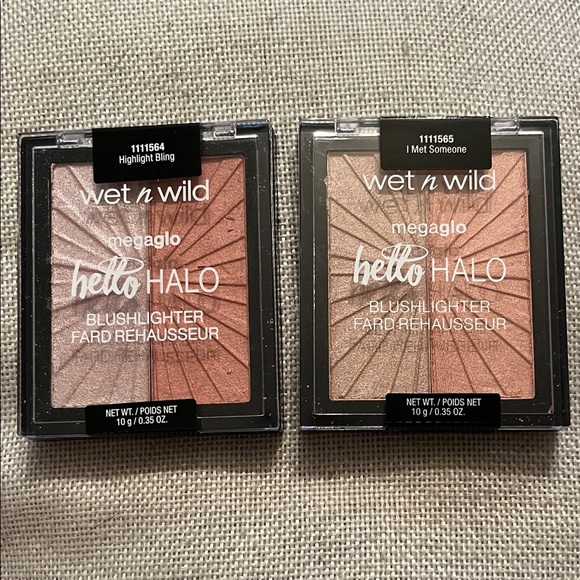 1111564
Highlight Bling
wet n wild
megaglo
hello HALO
BLUSHLIGHTER
FARD REHAUSSEUR
NET WT. / POIDS NET
10 g / 0.35 OZ.
1111565
I Met Someone
wet n wild
megaglo
hello HALO
BLUSHLIGHTER
FARD REHAUSSEUR
NET WT. / POIDS NET
10 g / 0.35 OZ.